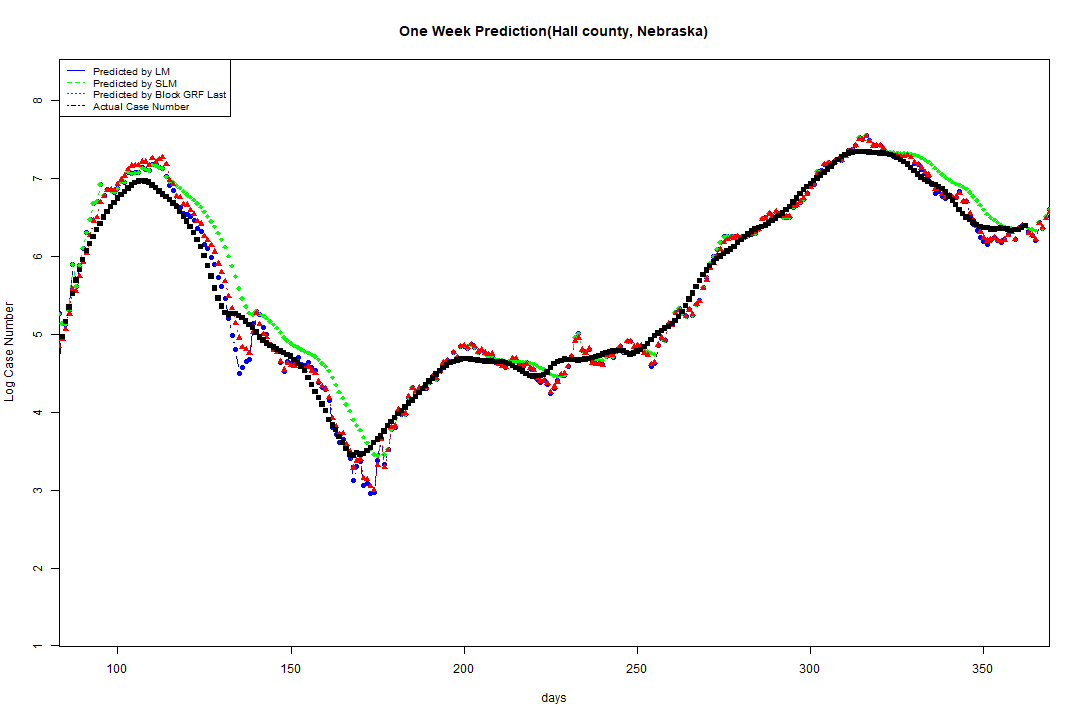 One Week Prediction(Hall county, Nebraska)
Predicted by LM
Predicted by SLM
Predicted by Block GRF Last
Actual Case Number
8
7
6
5
4
3
2
1
Log Case Number
100 150 200 250 300 350
days